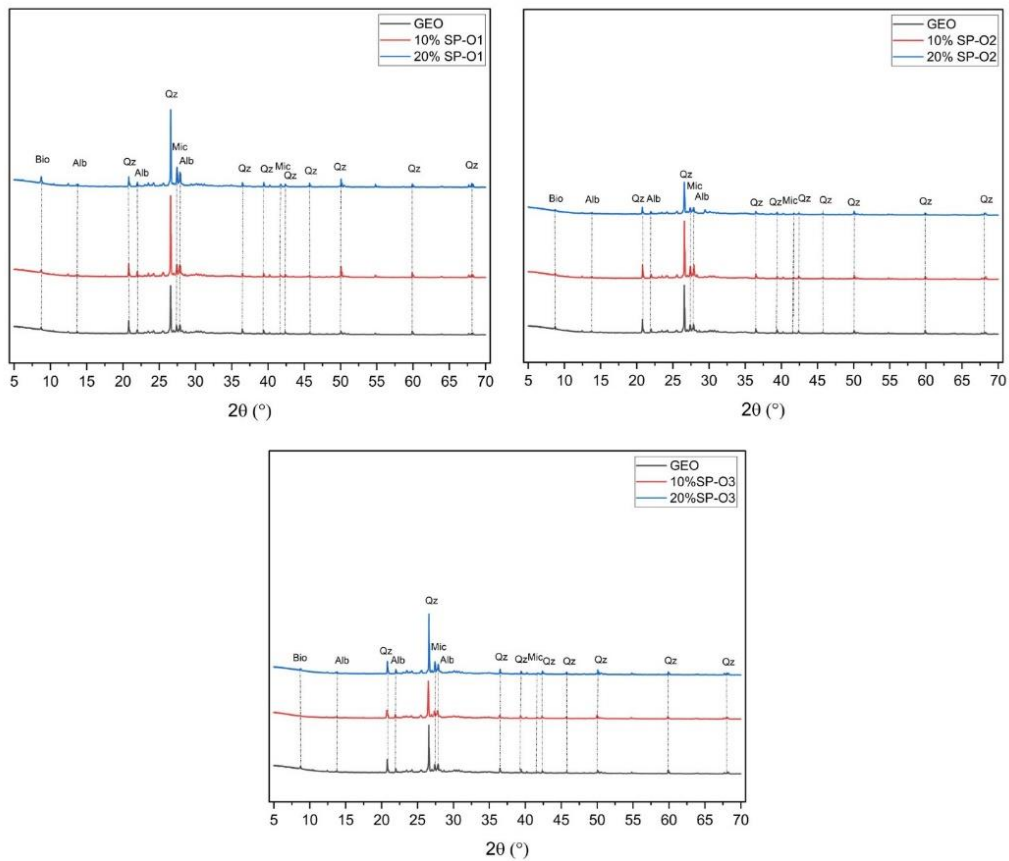 GEO
10% SP-O1
20% SP-O1
Qz
Mic
Bio Alb Qz Alb Alb Qz Qz Mic Qz Qz Qz Qz Qz
5 10 15 20 25 30 35 40 45 50 55 60 65 70
2θ (°)
GEO
10% SP-O2
20% SP-O2
Qz
Mic
Bio Alb Qz Alb Alb Qz Qz Mic Qz Qz Qz Qz Qz
5 10 15 20 25 30 35 40 45 50 55 60 65 70
2θ (°)
GEO
10%SP-O3
20%SP-O3
Qz
Mic
Bio Alb Qz Alb Alb Qz Qz Mic Qz Qz Qz Qz Qz
5 10 15 20 25 30 35 40 45 50 55 60 65 70
2θ (°)